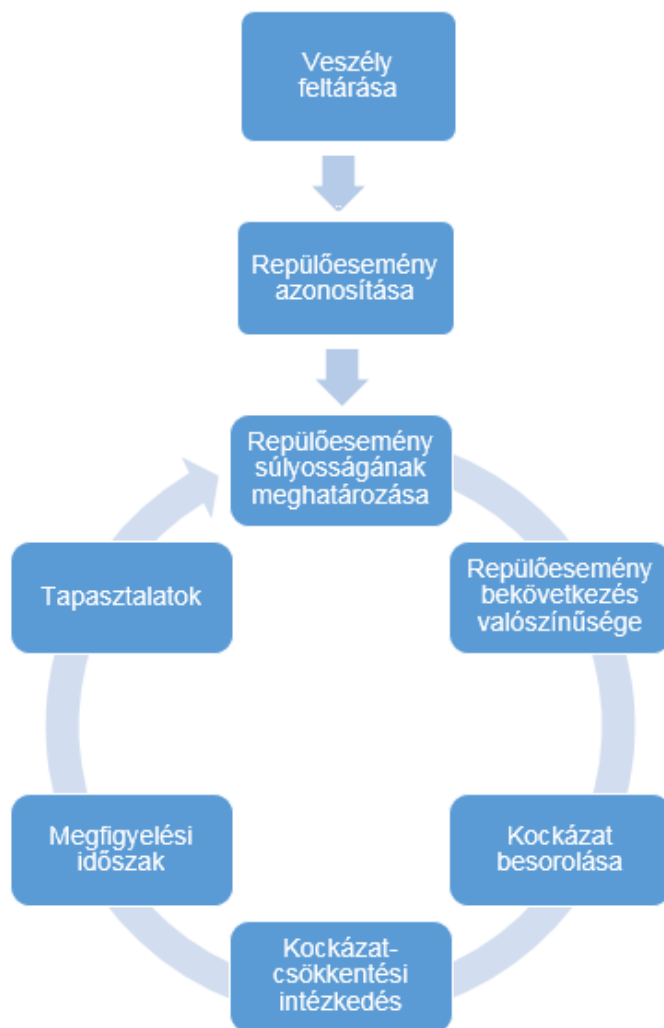 Veszély
feltárása
Repülőesemény
azonosítása
Repülőesemény
súlyosságának
meghatározása
Repülőesemény
bekövetkezés
valószínűsége
Kockázat
besorolása
Kockázat-
csökkentési
intézkedés
Megfigyelési
időszak
Tapasztalatok